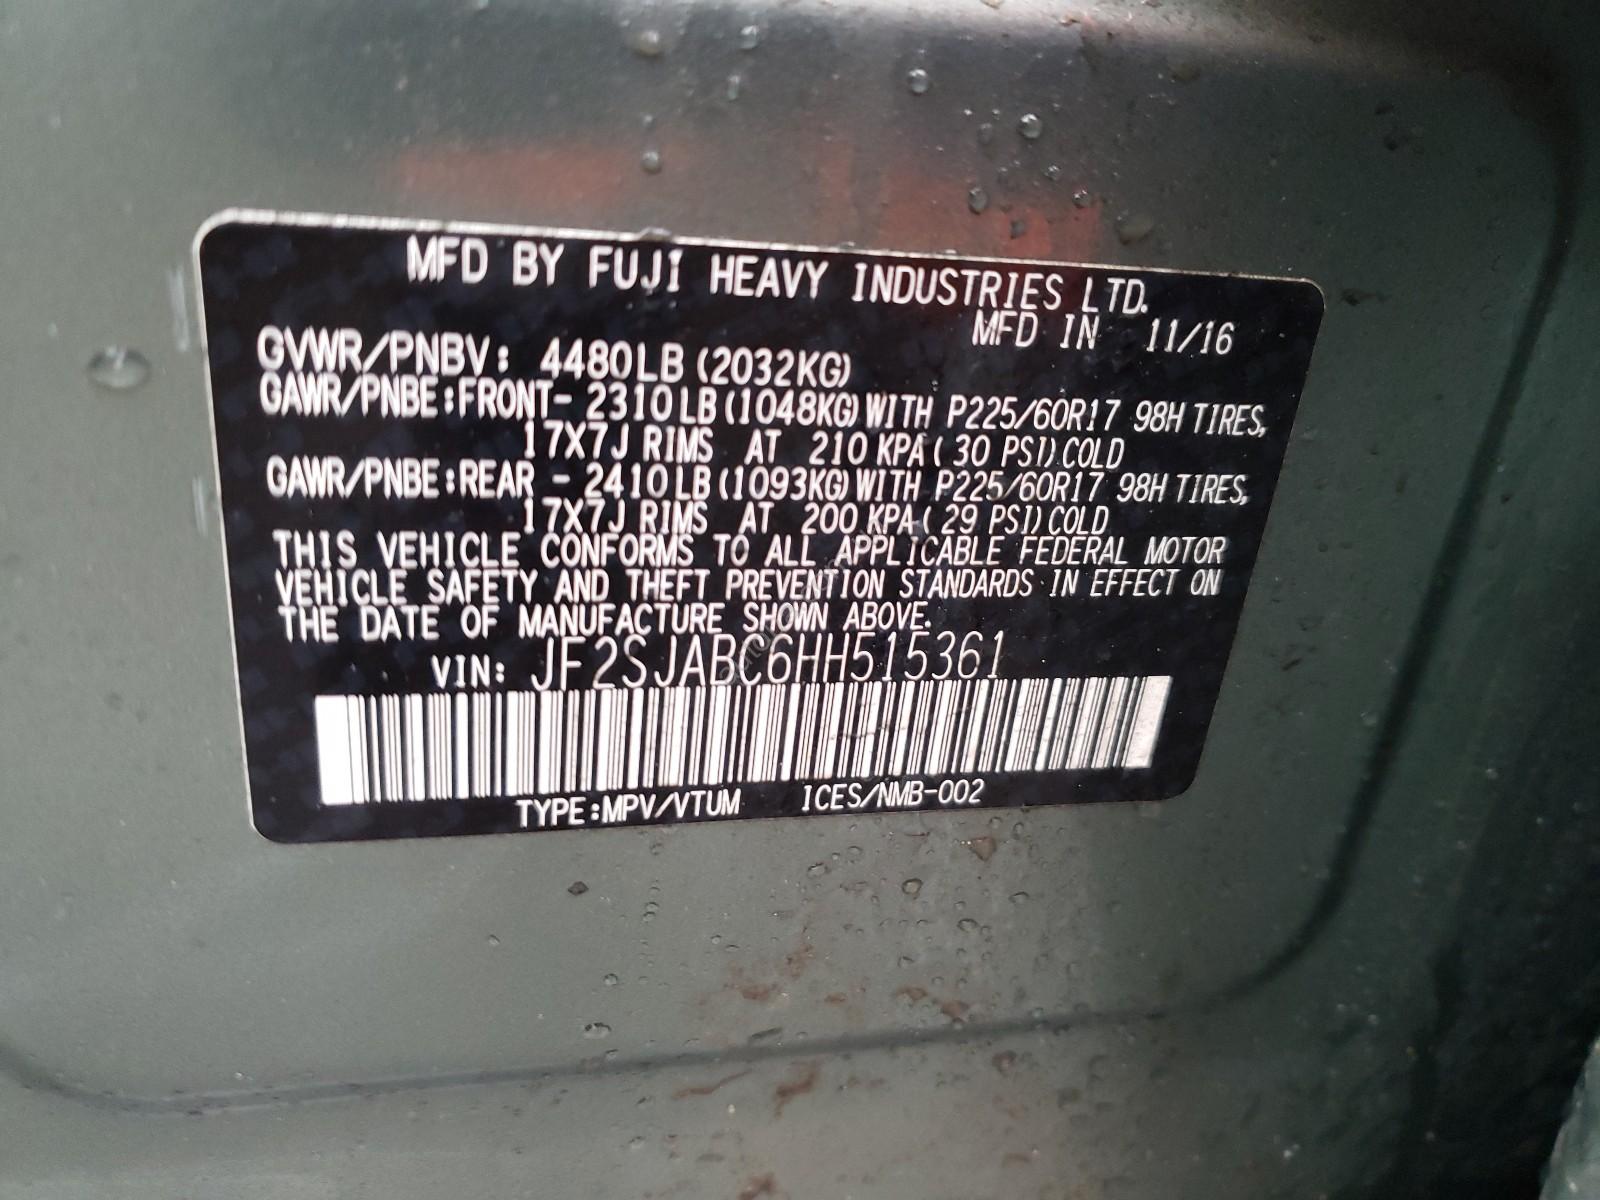 MFD BY FUJI HEAVY INDUSTRIES LTD.
MFD IN 11/16
GVWR/PNBV: 4480LB (2032KG)
GAWR/PNBE:FRONT- 2310LB(1048KG)WITH P225/60R17 98H TIRES,
17X7J RIMS AT 210 KPA( 30 PSI)COLD
GAWR/PNBE:REAR - 2410LB(1093KG)WITH P225/60R17 98H TIRES,
17X7J RIMS AT 200 KPA( 29 PSI)COLD
THIS VEHICLE CONFORMS TO ALL APPLICABLE FEDERAL MOTOR
VEHICLE SAFETY AND THEFT PREVENTION STANDARDS IN EFFECT ON
THE DATE OF MANUFACTURE SHOWN ABOVE.
VIN: JF2SJABC6HH515361
TYPE:MPV/VTUM ICES/NMB-002